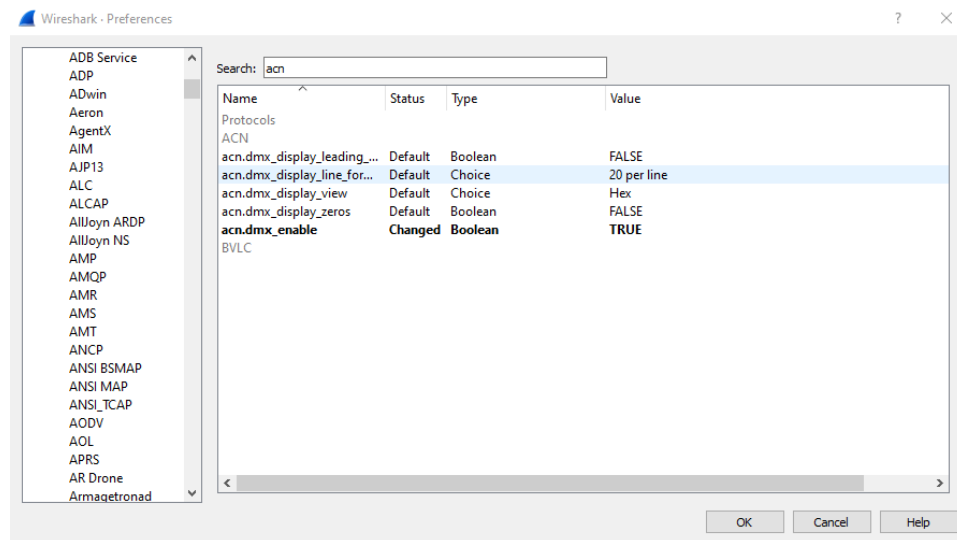 Wireshark · Preferences
?
ADB Service
ADP
ADwin
Aeron
AgentX
AIM
AJP13
ALC
ALCAP
AllJoyn ARDP
AllJoyn NS
AMP
AMQP
AMR
AMS
AMT
ANCP
ANSI BSMAP
ANSI MAP
ANSI_TCAP
AODV
AOL
APRS
AR Drone
Armagetronad
Search: acn
Name Status Type Value
Protocols
ACN
acn.dmx_display_leading_... Default Boolean FALSE
acn.dmx_display_line_for... Default Choice 20 per line
acn.dmx_display_view Default Choice Hex
acn.dmx_display_zeros Default Boolean FALSE
acn.dmx_enable Changed Boolean TRUE
BVLC
OK Cancel Help